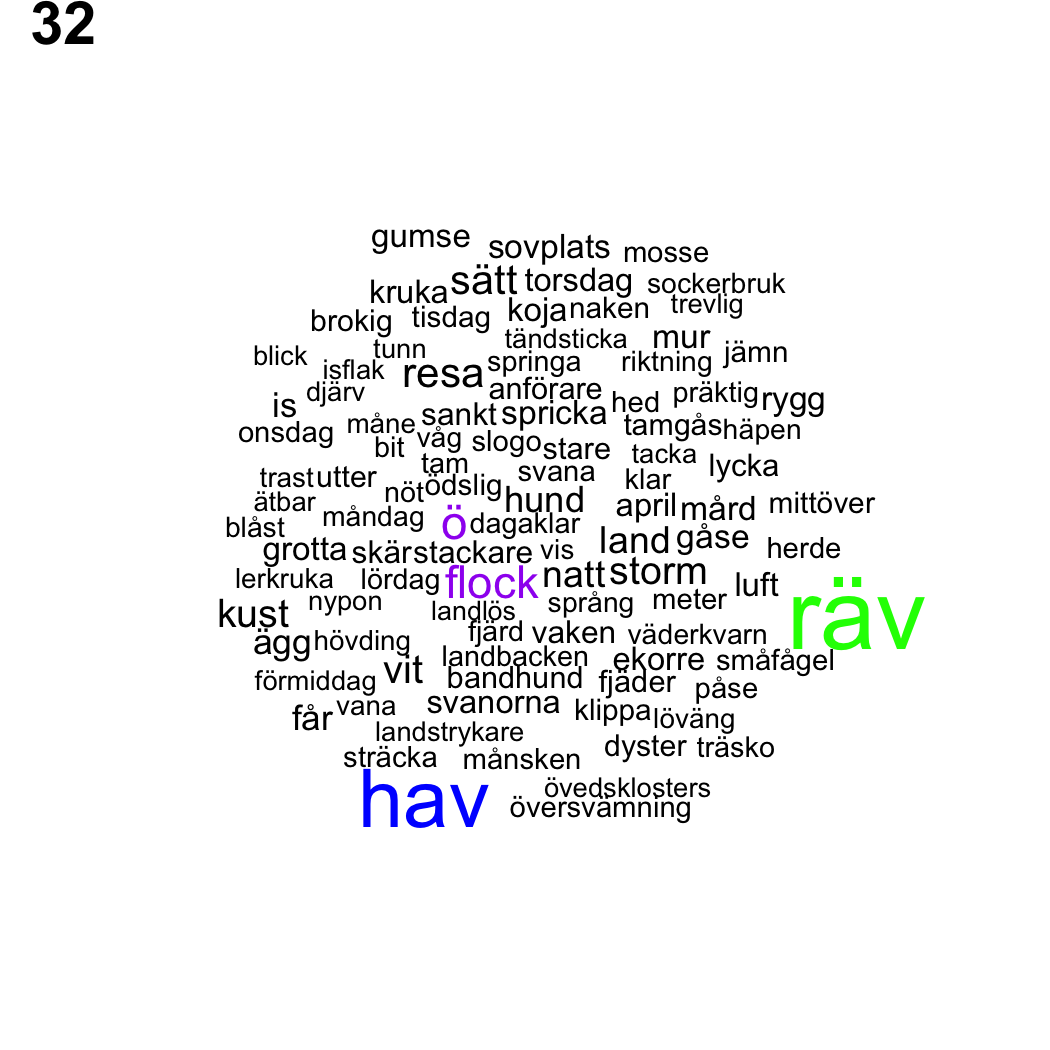 32
gumse sovplats mosse
kruka sätt torsdag sockerbruk
brokig tisdag koja naken trevlig
tändsticka mur
blick tunn springa riktning jämn
isflak resa
djärv anförare präktig rygg
is sankt spricka hed
onsdag måne våg slogo tamgås häpen
bit stare tacka
tam svana klar lycka
trast utter nöt ödslig
ätbar hund april mård mittöver
blåst måndag ö dagaklar
grotta skärstackare vis land gåse herde
lerkruka lördag flock natt storm luft
nypon landlös språng meter räv
kust
ägg hövding fjärd vaken väderkvarn
vit landbacken ekorre småfågel
förmiddag bandhund fjäder påse
får vana svanorna klippa löväng
landstrykare
sträcka månsken dyster träsko
hav övedsklosters
översvämning